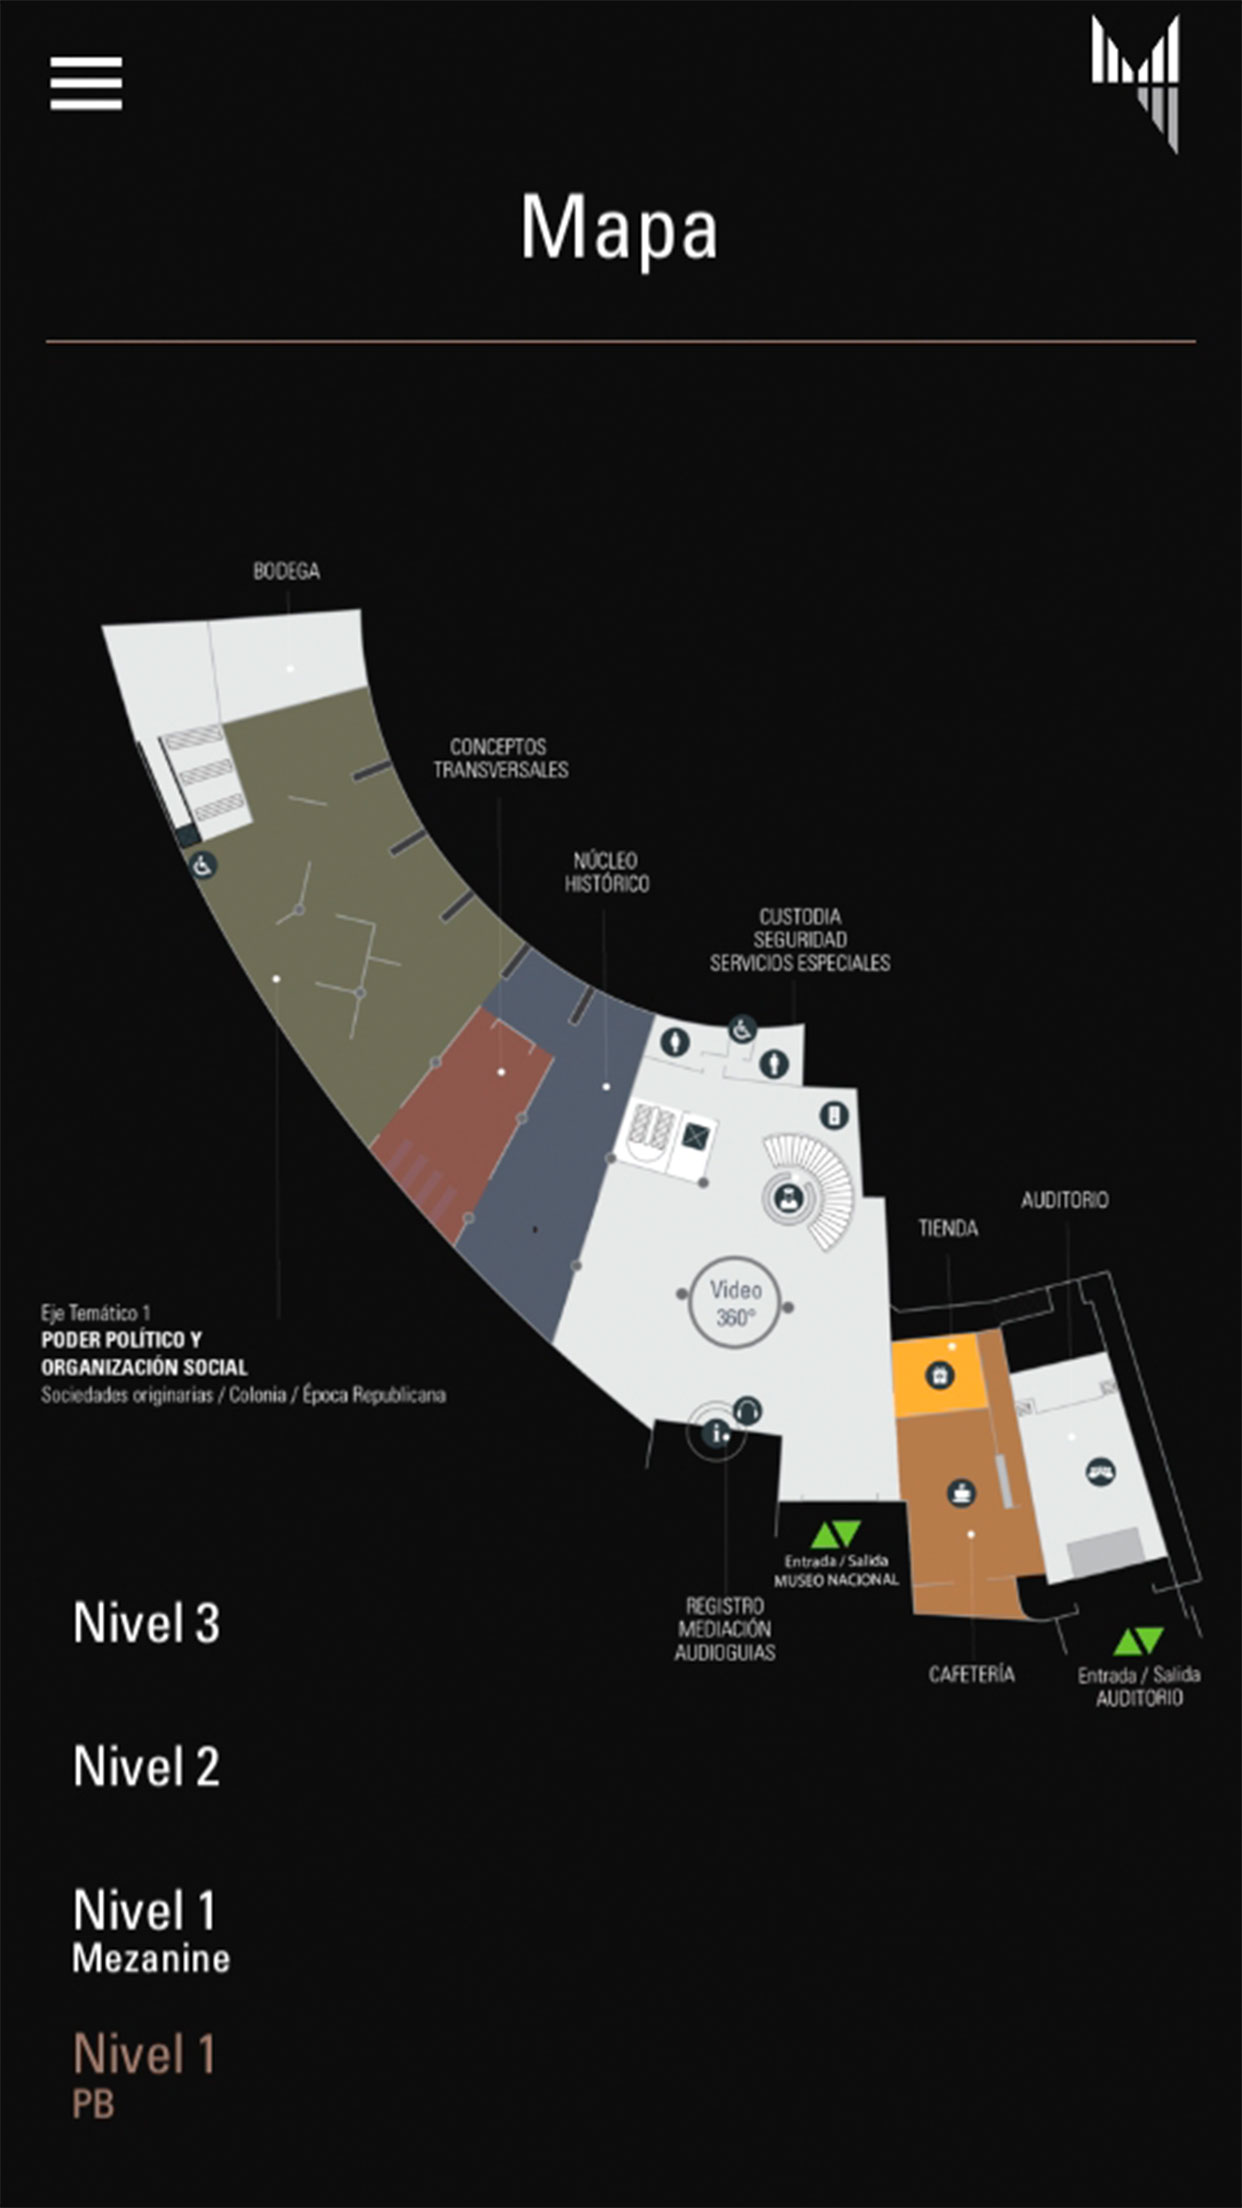 Mapa
BODEGA
CONCEPTOS
TRANSVERSALES
NÚCLEO
HISTÓRICO
CUSTODIA
SEGURIDAD
SERVICIOS ESPECIALES
AUDITORIO
TIENDA
Video
360°
Eje Temático 1
PODER POLÍTICO Y
ORGANIZACIÓN SOCIAL
Sociedades originarias / Colonia / Época Republicana
i
Entrada / Salida
MUSEO NACIONAL
REGISTRO
MEDIACIÓN
AUDIOGUIAS
CAFETERÍA
Entrada / Salida
AUDITORIO
Nivel 3
Nivel 2
Nivel 1
Mezanine
Nivel 1
PB